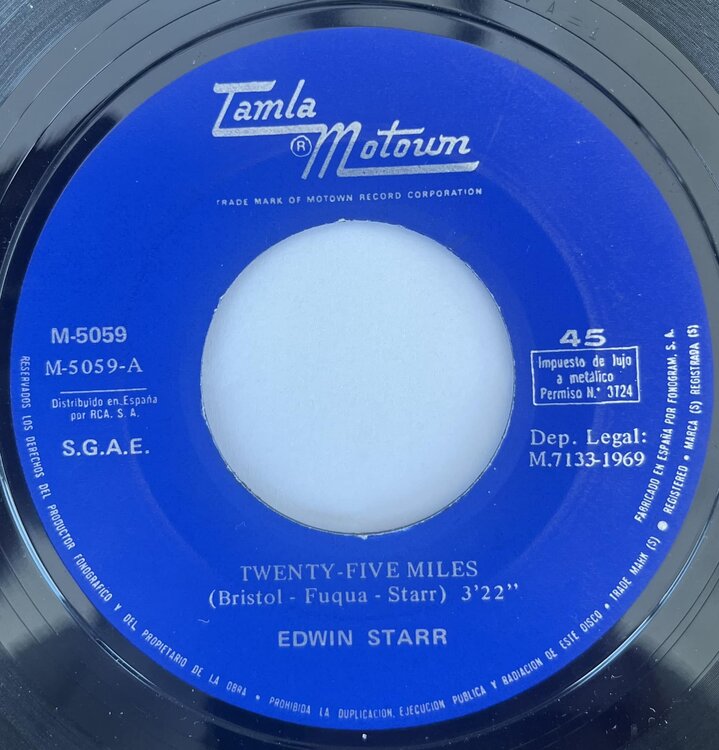 Tamla
® Motown
TRADE MARK OF MOTOWN RECORD CORPORATION
M-5059
M-5059-A
Distribuido en España
por RCA. S. A.
S.G.A.E.
45
Impuesto de lujo
a metálico
Permiso N.º 3724
Dep. Legal:
M.7133-1969
TWENTY-FIVE MILES
(Bristol - Fuqua - Starr) 3'22''
EDWIN STARR
RESERVADOS LOS DERECHOS DEL PRODUCTOR FONOGRAFICO Y DEL PROPIETARIO DE LA OBRA • PROHIBIDA LA DUPLICACION, EJECUCION PUBLICA Y RADIACION DE ESTE DISCO • TRADE MARK (S) • REGISTERED • MARCA (S) REGISTRADA (S)
FABRICADO EN ESPAÑA POR FONOGRAM, S. A.